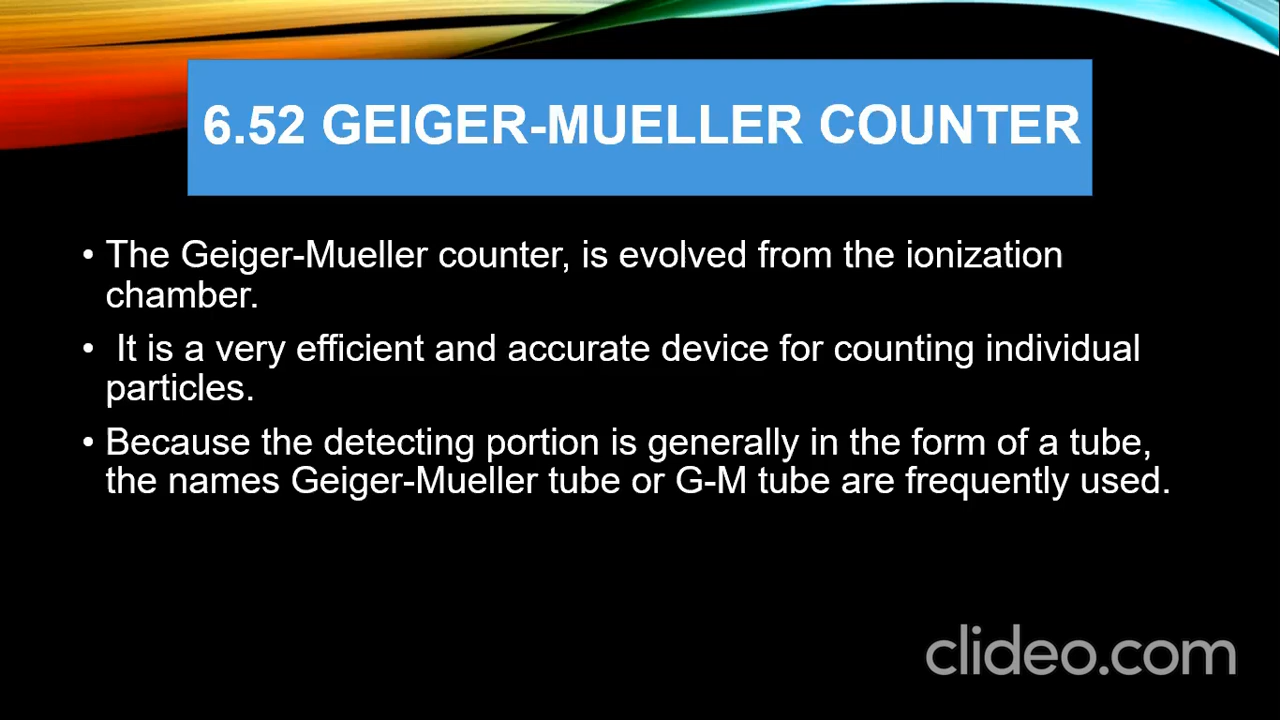 6.52 GEIGER-MUELLER COUNTER
• The Geiger-Mueller counter, is evolved from the ionization
chamber.
• It is a very efficient and accurate device for counting individual
particles.
• Because the detecting portion is generally in the form of a tube,
the names Geiger-Mueller tube or G-M tube are frequently used.
clideo.com